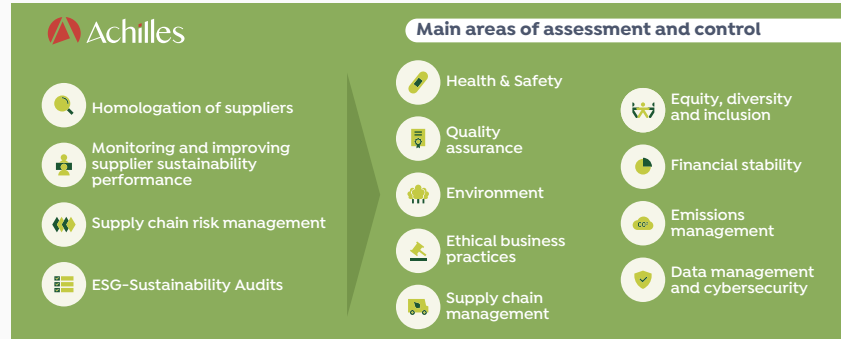 Achilles
Main areas of assessment and control
Homologation of suppliers
Monitoring and improving
supplier sustainability
performance
Supply chain risk management
ESG-Sustainability Audits
Health & Safety
Quality
assurance
Environment
Ethical business
practices
Supply chain
management
Equity, diversity
and inclusion
Financial stability
CO²
Emissions
management
Data management
and cybersecurity